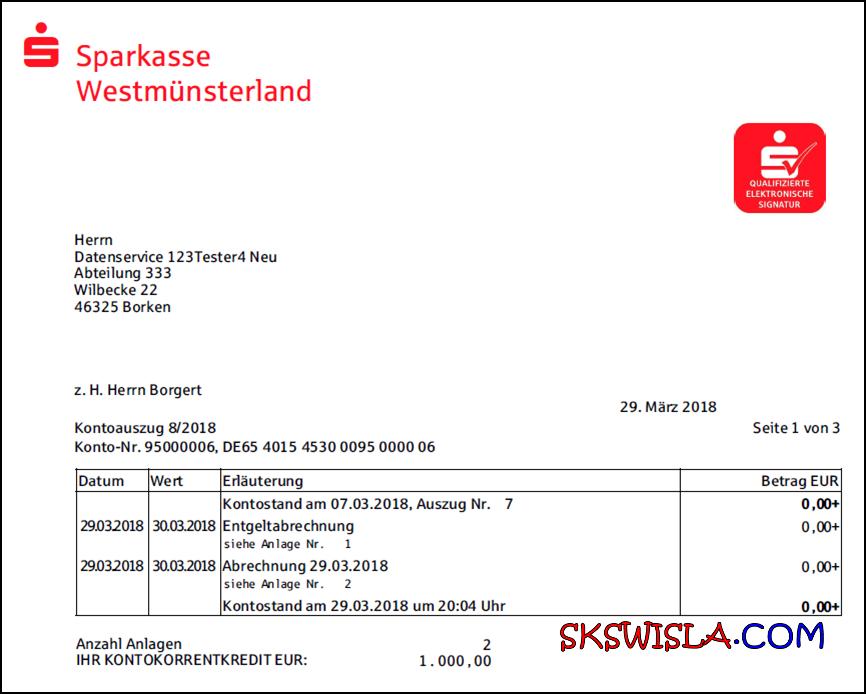 Sparkasse
Westmünsterland
QUALIFIZIERTE
ELEKTRONISCHE
SIGNATUR
Herrn
Datenservice 123Tester4 Neu
Abteilung 333
Wilbecke 22
46325 Borken
z. H. Herrn Borgert
29. März 2018
Kontoauszug 8/2018 Seite 1 von 3
Konto-Nr. 95000006, DE65 4015 4530 0095 0000 06
Datum Wert Erläuterung Betrag EUR
Kontostand am 07.03.2018, Auszug Nr. 7 0,00+
29.03.2018 30.03.2018 Entgeltabrechnung 0,00+
siehe Anlage Nr. 1
29.03.2018 30.03.2018 Abrechnung 29.03.2018 0,00+
siehe Anlage Nr. 2
Kontostand am 29.03.2018 um 20:04 Uhr 0,00+
SKSWISLA.COM
Anzahl Anlagen 2
IHR KONTOKORRENTKREDIT EUR: 1.000,00